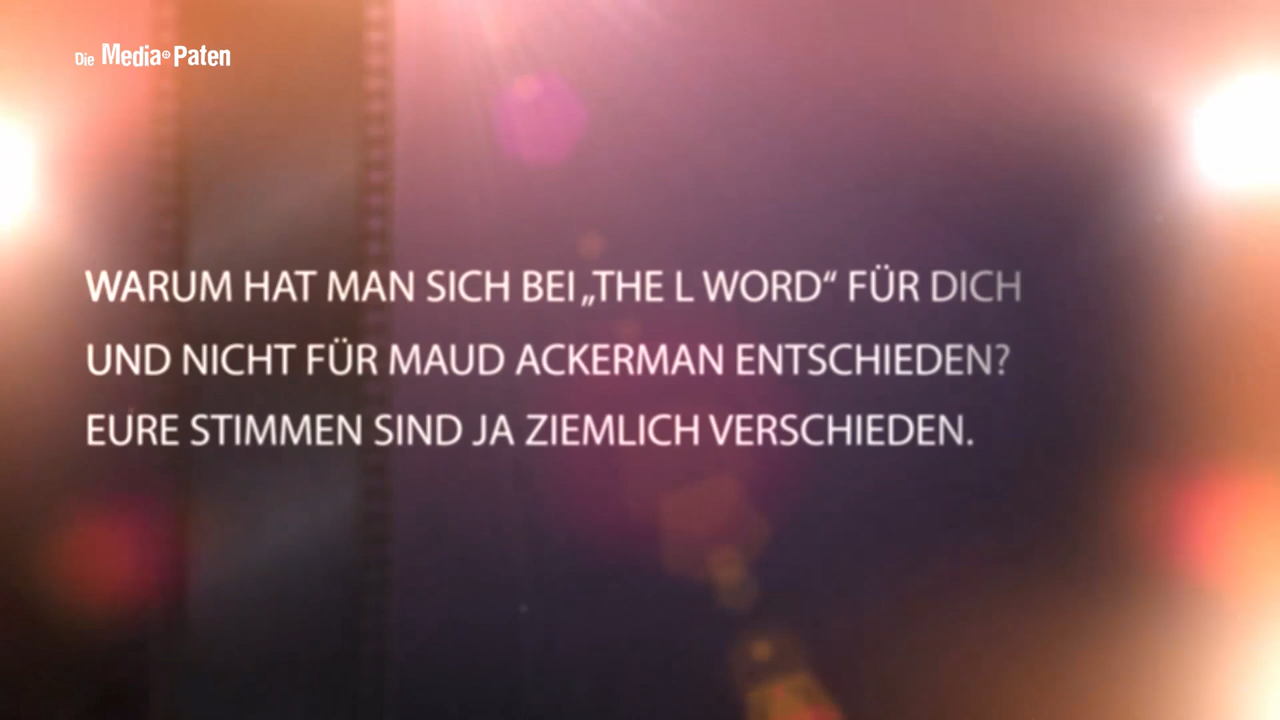 Die Media Paten
WARUM HAT MAN SICH BEI „THE L WORD“ FÜR DICH
UND NICHT FÜR MAUD ACKERMAN ENTSCHIEDEN?
EURE STIMMEN SIND JA ZIEMLICH VERSCHIEDEN.